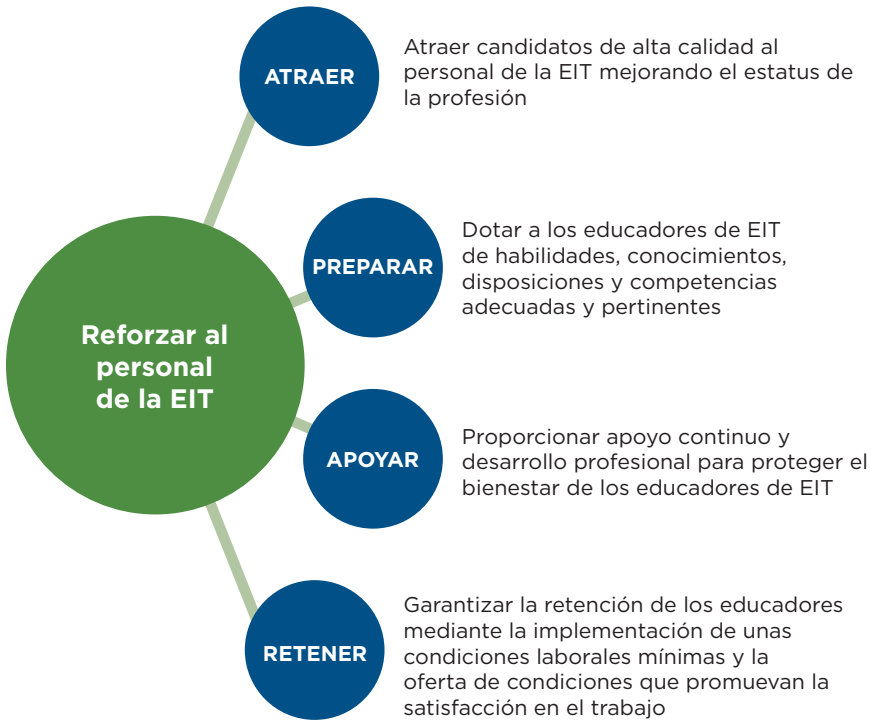 ATRAER
Atraer candidatos de alta calidad al
personal de la EIT mejorando el estatus de
la profesión
PREPARAR
Dotar a los educadores de EIT
de habilidades, conocimientos,
disposiciones y competencias
adecuadas y pertinentes
Reforzar al
personal
de la EIT
APOYAR
Proporcionar apoyo continuo y
desarrollo profesional para proteger el
bienestar de los educadores de EIT
RETENER
Garantizar la retención de los educadores
mediante la implementación de unas
condiciones laborales mínimas y la
oferta de condiciones que promuevan la
satisfacción en el trabajo